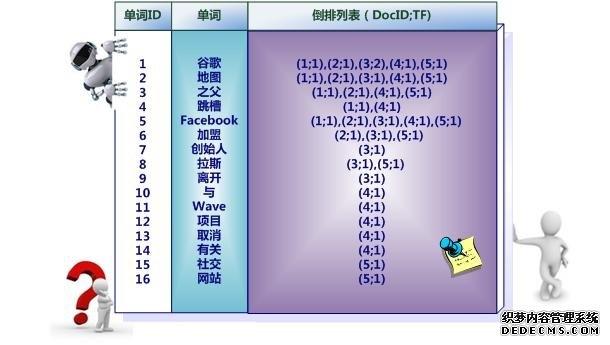 单词ID 单词 倒排列表（DocID;TF）
1 谷歌 (1;1),(2;1),(3;2),(4;1),(5;1)
2 地图 (1;1),(2;1),(3;1),(4;1),(5;1)
3 之父 (1;1),(2;1),(4;1),(5;1)
4 跳槽 (1;1),(4;1)
5 Facebook (1;1),(2;1),(3;1),(4;1),(5;1)
6 加盟 (2;1),(3;1),(5;1)
7 创始人 (3;1)
8 拉斯 (3;1),(5;1)
9 离开 (3;1)
10 与 (4;1)
11 Wave (4;1)
12 项目 (4;1)
13 取消 (4;1)
14 有关 (4;1)
15 社交 (5;1)
16 网站 (5;1)
织梦内容管理系统
DEDECMS.COM